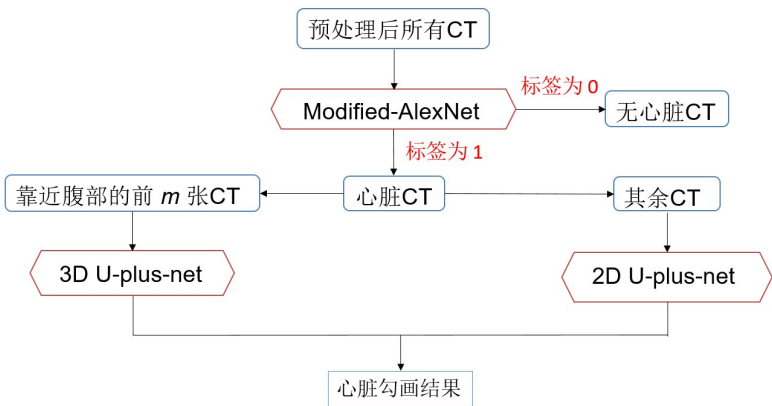 预处理后所有CT
标签为 0
Modified-AlexNet
无心脏CT
标签为 1
靠近腹部的前 m 张CT
心脏CT
其余CT
3D U-plus-net
2D U-plus-net
心脏勾画结果